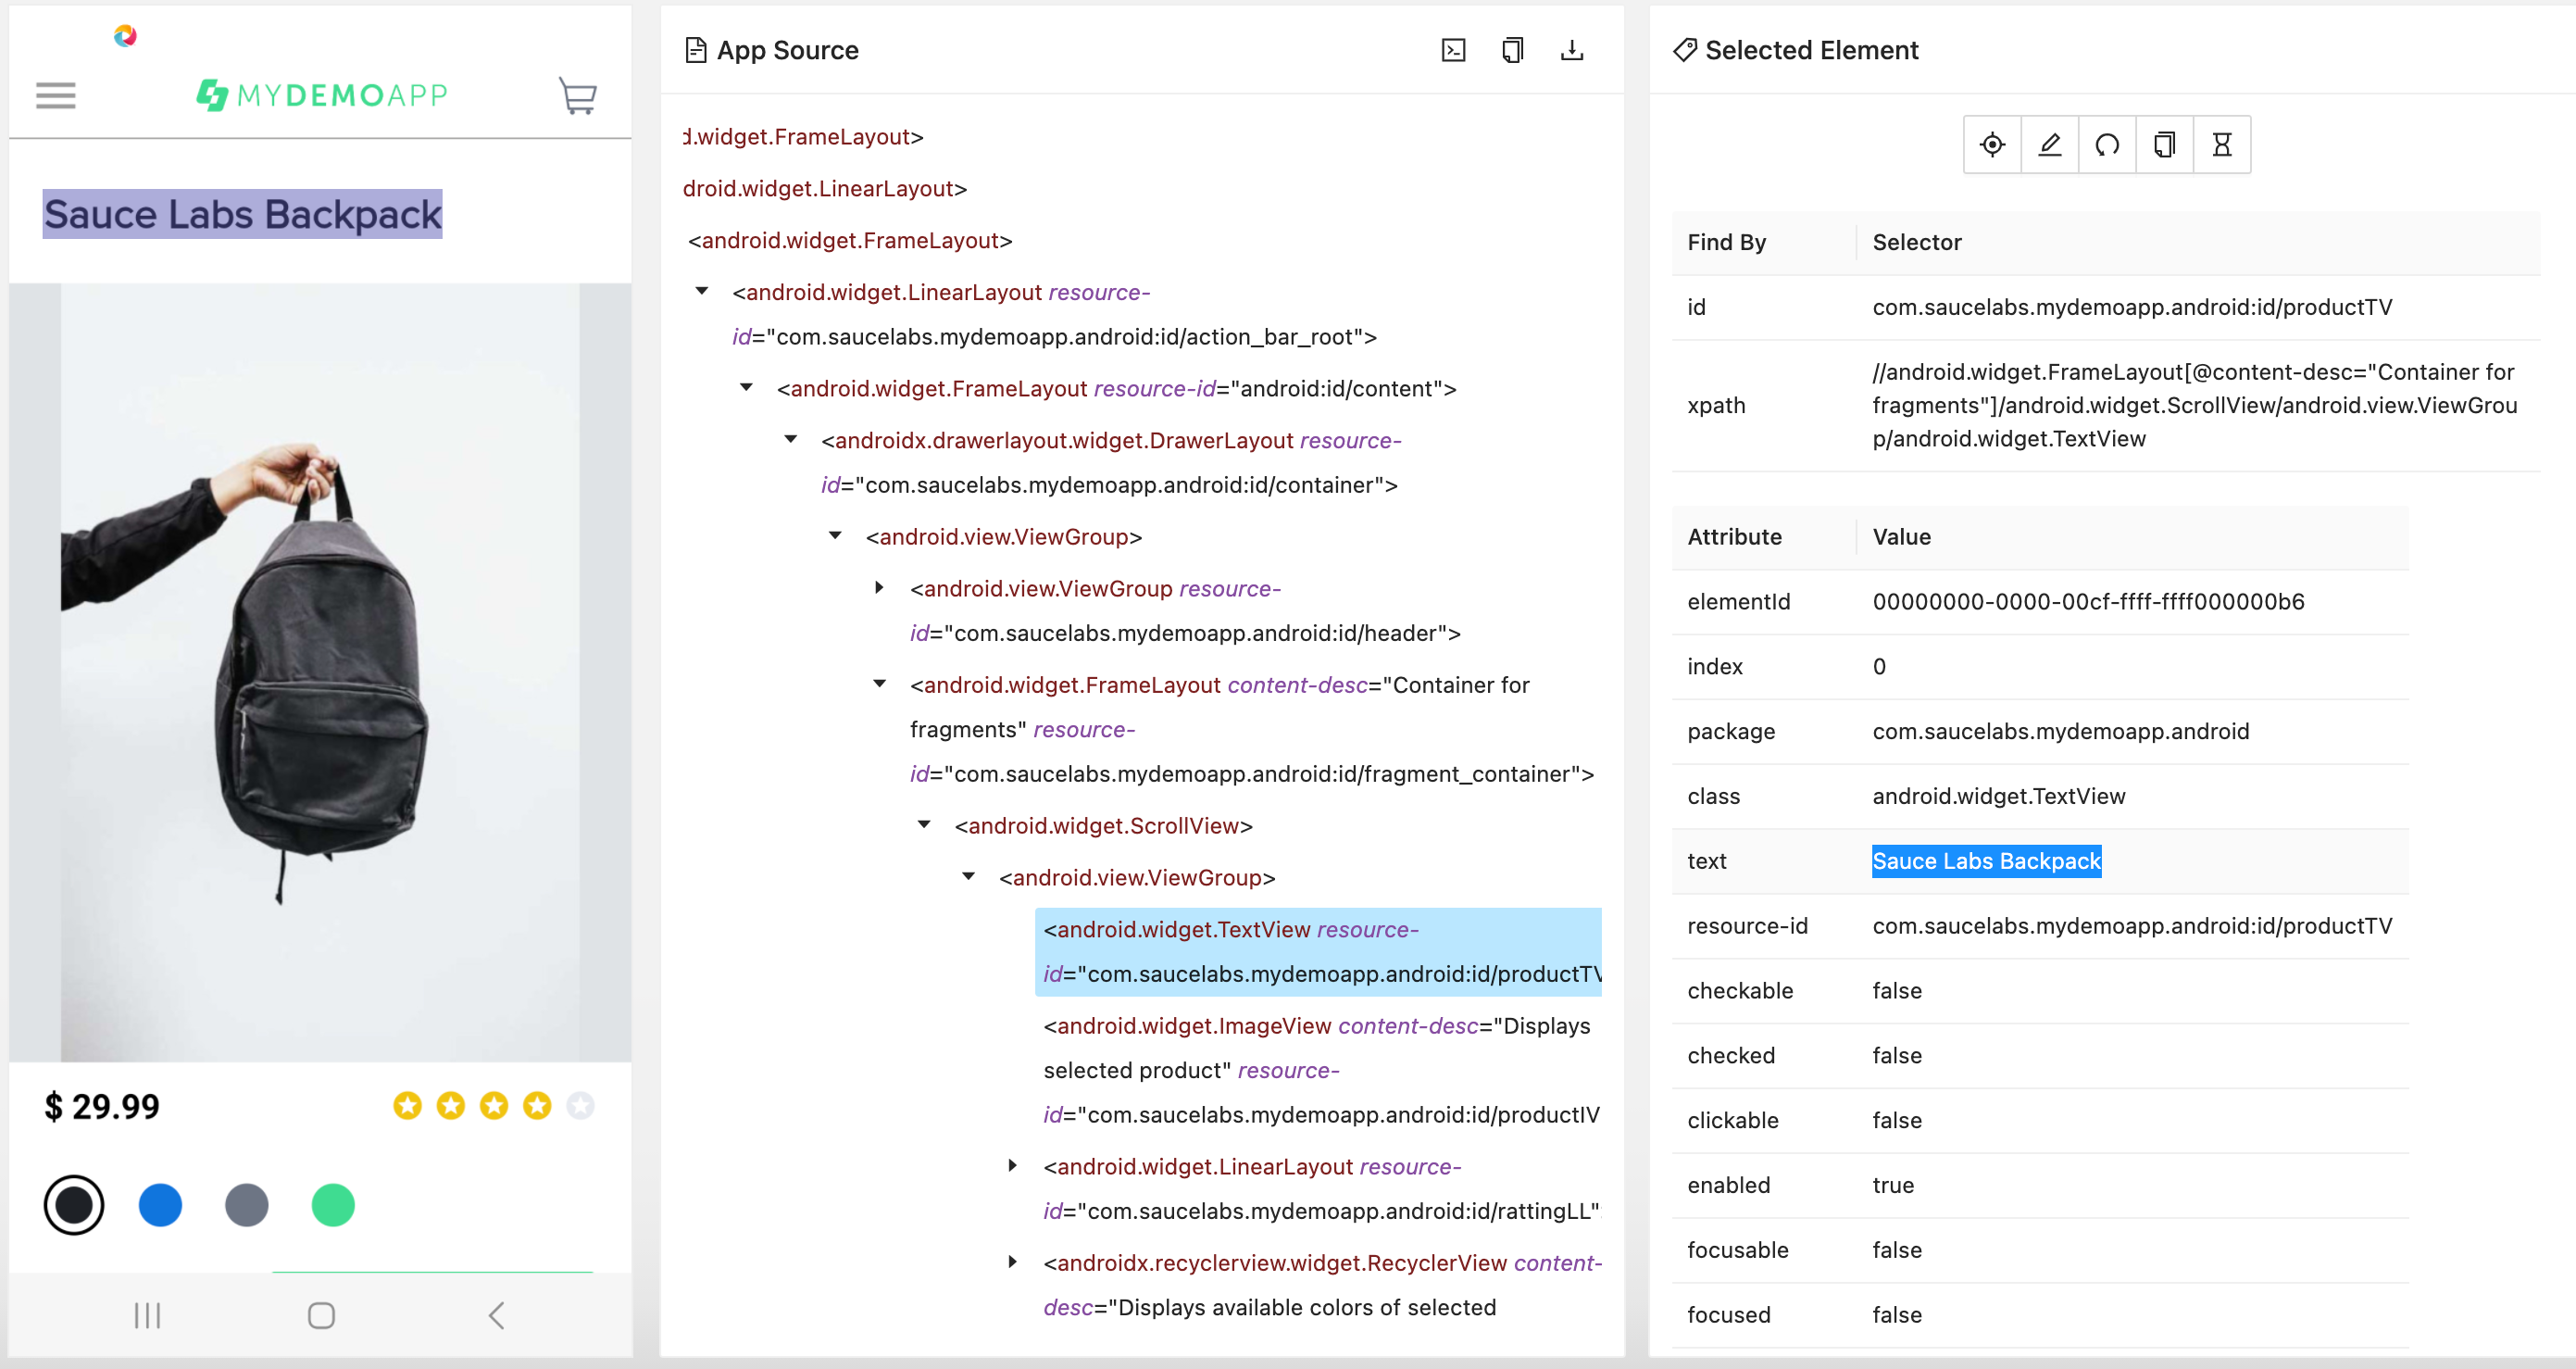 MYDEMOAPP
Sauce Labs Backpack
$ 29.99
App Source
d.widget.FrameLayout>
droid.widget.LinearLayout>
<android.widget.FrameLayout>
<android.widget.LinearLayout resource-
id="com.saucelabs.mydemoapp.android:id/action_bar_root">
<android.widget.FrameLayout resource-id="android:id/content">
<androidx.drawerlayout.widget.DrawerLayout resource-
id="com.saucelabs.mydemoapp.android:id/container">
<android.view.ViewGroup>
<android.view.ViewGroup resource-
id="com.saucelabs.mydemoapp.android:id/header">
<android.widget.FrameLayout content-desc="Container for
fragments" resource-
id="com.saucelabs.mydemoapp.android:id/fragment_container">
<android.widget.ScrollView>
<android.view.ViewGroup>
<android.widget.TextView resource-
id="com.saucelabs.mydemoapp.android:id/productTV
<android.widget.ImageView content-desc="Displays
selected product" resource-
id="com.saucelabs.mydemoapp.android:id/productIV
<android.widget.LinearLayout resource-
id="com.saucelabs.mydemoapp.android:id/rattingLL"
<androidx.recyclerview.widget.RecyclerView content-
desc="Displays available colors of selected
Selected Element
Find By Selector
id com.saucelabs.mydemoapp.android:id/productTV
xpath //android.widget.FrameLayout[@content-desc="Container for
fragments"]/android.widget.ScrollView/android.view.ViewGrou
p/android.widget.TextView
Attribute Value
elementId 00000000-0000-00cf-ffff-ffff000000b6
index 0
package com.saucelabs.mydemoapp.android
class android.widget.TextView
text Sauce Labs Backpack
resource-id com.saucelabs.mydemoapp.android:id/productTV
checkable false
checked false
clickable false
enabled true
focusable false
focused false